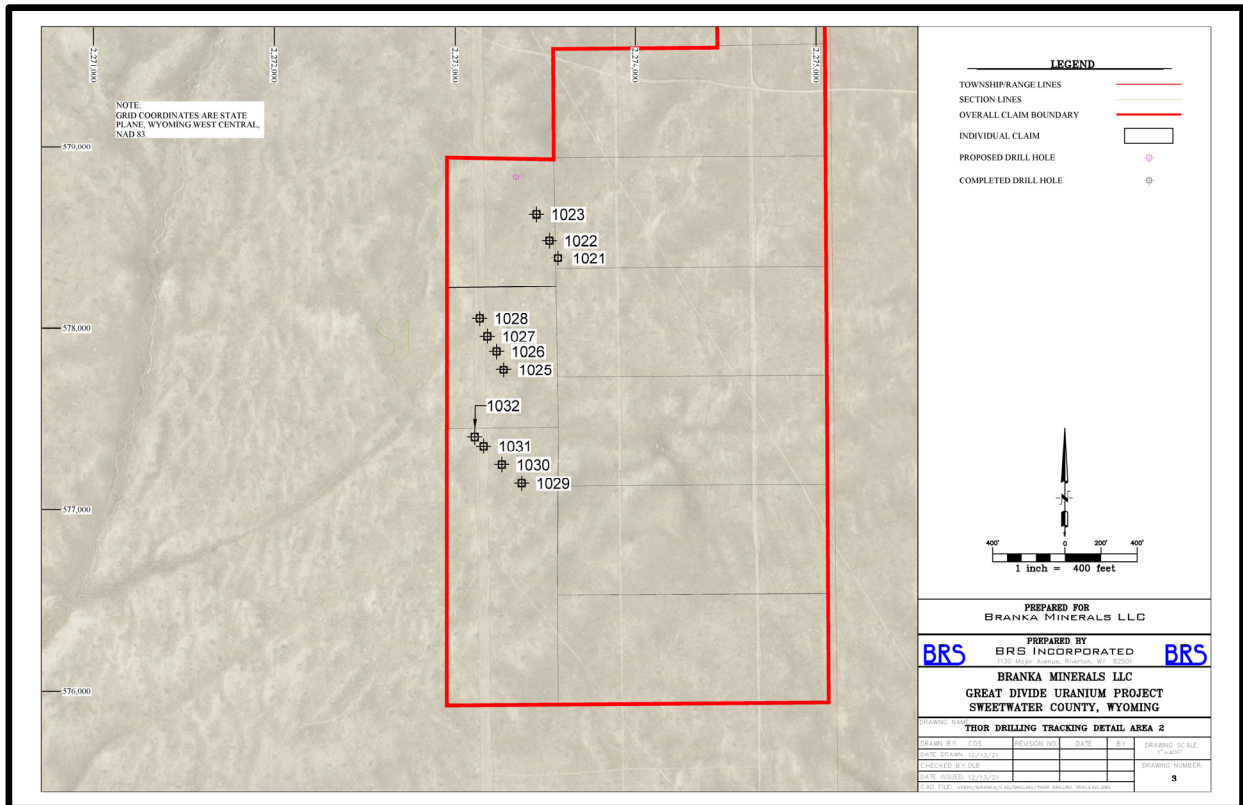 2,271,000
2,272,000
2,273,000
2,274,000
2,275,000
NOTE:
GRID COORDINATES ARE STATE
PLANE, WYOMING WEST CENTRAL,
NAD 83.
579,000
578,000
577,000
576,000
S1
1023
1022
1021
1028
1027
1026
1025
1032
1031
1030
1029
LEGEND
TOWNSHIP/RANGE LINES
SECTION LINES
OVERALL CLAIM BOUNDARY
INDIVIDUAL CLAIM
PROPOSED DRILL HOLE
COMPLETED DRILL HOLE
N
400' 0 200' 400'
1 inch = 400 feet
PREPARED FOR
BRANKA MINERALS LLC
PREPARED BY
BRS BRS INCORPORATED BRS
1130 Major Avenue, Riverton, WY 82501
BRANKA MINERALS LLC
GREAT DIVIDE URANIUM PROJECT
SWEETWATER COUNTY, WYOMING
DRAWING NAME:
THOR DRILLING TRACKING DETAIL AREA 2
DRAWN BY: CDS REVISION NO. DATE BY DRAWING SCALE:
1"=400'
DATE DRAWN: 12/13/21
CHECKED BY: DLB DRAWING NUMBER:
DATE ISSUED: 12/13/21 3
CAD FILE: